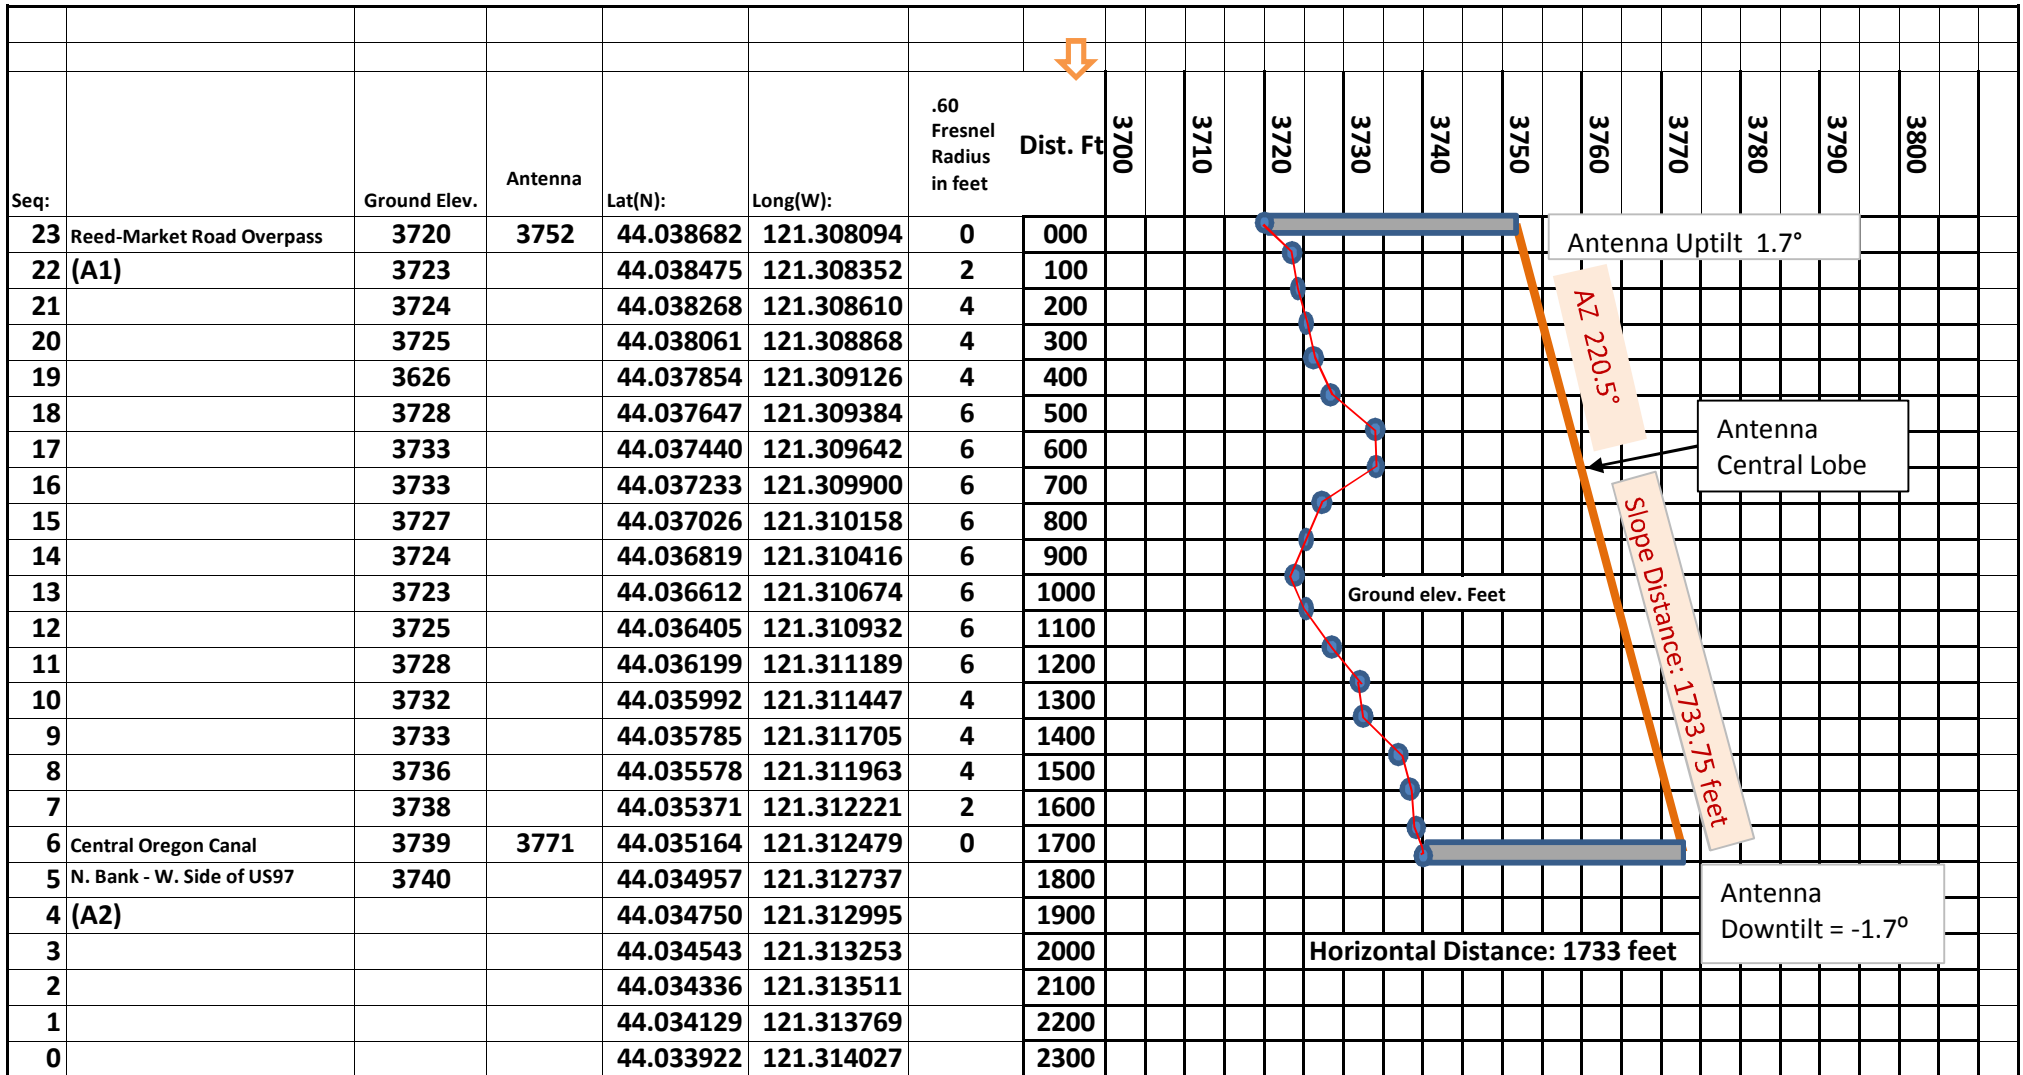 .60
Fresnel
Radius
in feet
Seq: Ground Elev. Antenna Lat(N): Long(W): Dist. Ft 3700 3710 3720 3730 3740 3750 3760 3770 3780 3790 3800
23 Reed-Market Road Overpass 3720 3752 44.038682 121.308094 0 000
22 (A1) 3723 44.038475 121.308352 2 100
21 3724 44.038268 121.308610 4 200
20 3725 44.038061 121.308868 4 300
19 3626 44.037854 121.309126 4 400
18 3728 44.037647 121.309384 6 500
17 3733 44.037440 121.309642 6 600
16 3733 44.037233 121.309900 6 700
15 3727 44.037026 121.310158 6 800
14 3724 44.036819 121.310416 6 900
13 3723 44.036612 121.310674 6 1000
12 3725 44.036405 121.310932 6 1100
11 3728 44.036199 121.311189 6 1200
10 3732 44.035992 121.311447 4 1300
9 3733 44.035785 121.311705 4 1400
8 3736 44.035578 121.311963 4 1500
7 3738 44.035371 121.312221 2 1600
6 Central Oregon Canal 3739 3771 44.035164 121.312479 0 1700
5 N. Bank - W. Side of US97 3740 44.034957 121.312737 1800
4 (A2) 44.034750 121.312995 1900
3 44.034543 121.313253 2000
2 44.034336 121.313511 2100
1 44.034129 121.313769 2200
0 44.033922 121.314027 2300
Antenna Uptilt 1.7°
AZ 220.5°
Antenna
Central Lobe
Slope Distance: 1733.75 feet
Ground elev. Feet
Antenna
Downtilt = -1.7⁰
Horizontal Distance: 1733 feet